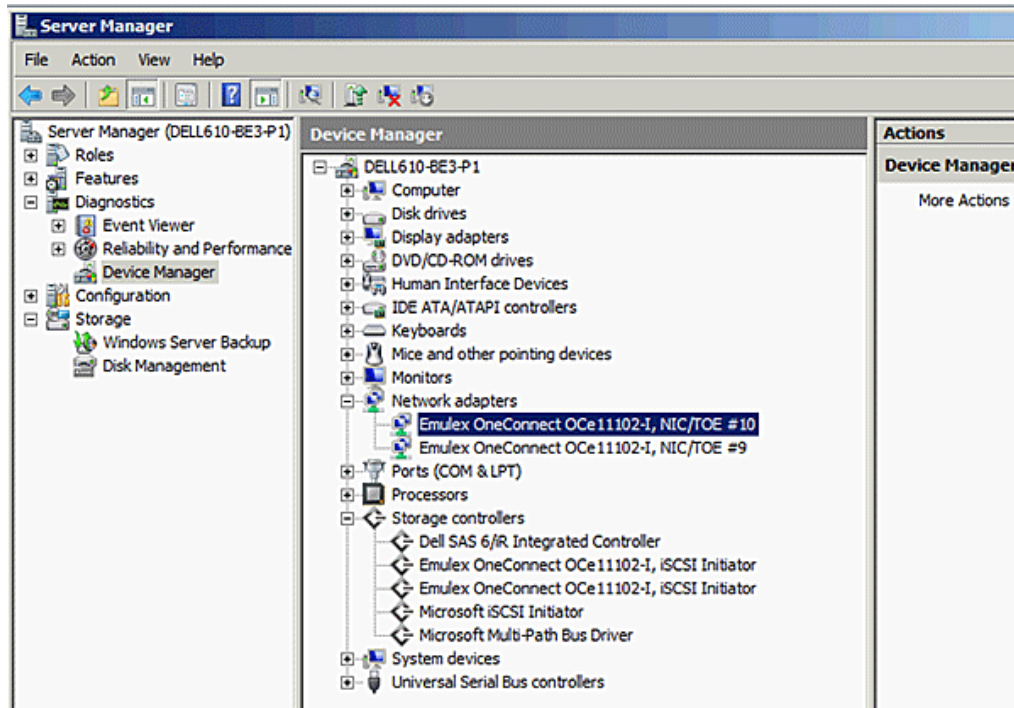 Server Manager
File Action View Help
Server Manager (DELL610-BE3-P1)
Roles
Features
Diagnostics
Event Viewer
Reliability and Performance
Device Manager
Configuration
Storage
Windows Server Backup
Disk Management
Device Manager
DELL610-BE3-P1
Computer
Disk drives
Display adapters
DVD/CD-ROM drives
Human Interface Devices
IDE ATA/ATAPI controllers
Keyboards
Mice and other pointing devices
Monitors
Network adapters
Emulex OneConnect OCe11102-I, NIC/TOE #10
Emulex OneConnect OCe11102-I, NIC/TOE #9
Ports (COM & LPT)
Processors
Storage controllers
Dell SAS 6/iR Integrated Controller
Emulex OneConnect OCe11102-I, iSCSI Initiator
Emulex OneConnect OCe11102-I, iSCSI Initiator
Microsoft iSCSI Initiator
Microsoft Multi-Path Bus Driver
System devices
Universal Serial Bus controllers
Actions
Device Manager
More Actions